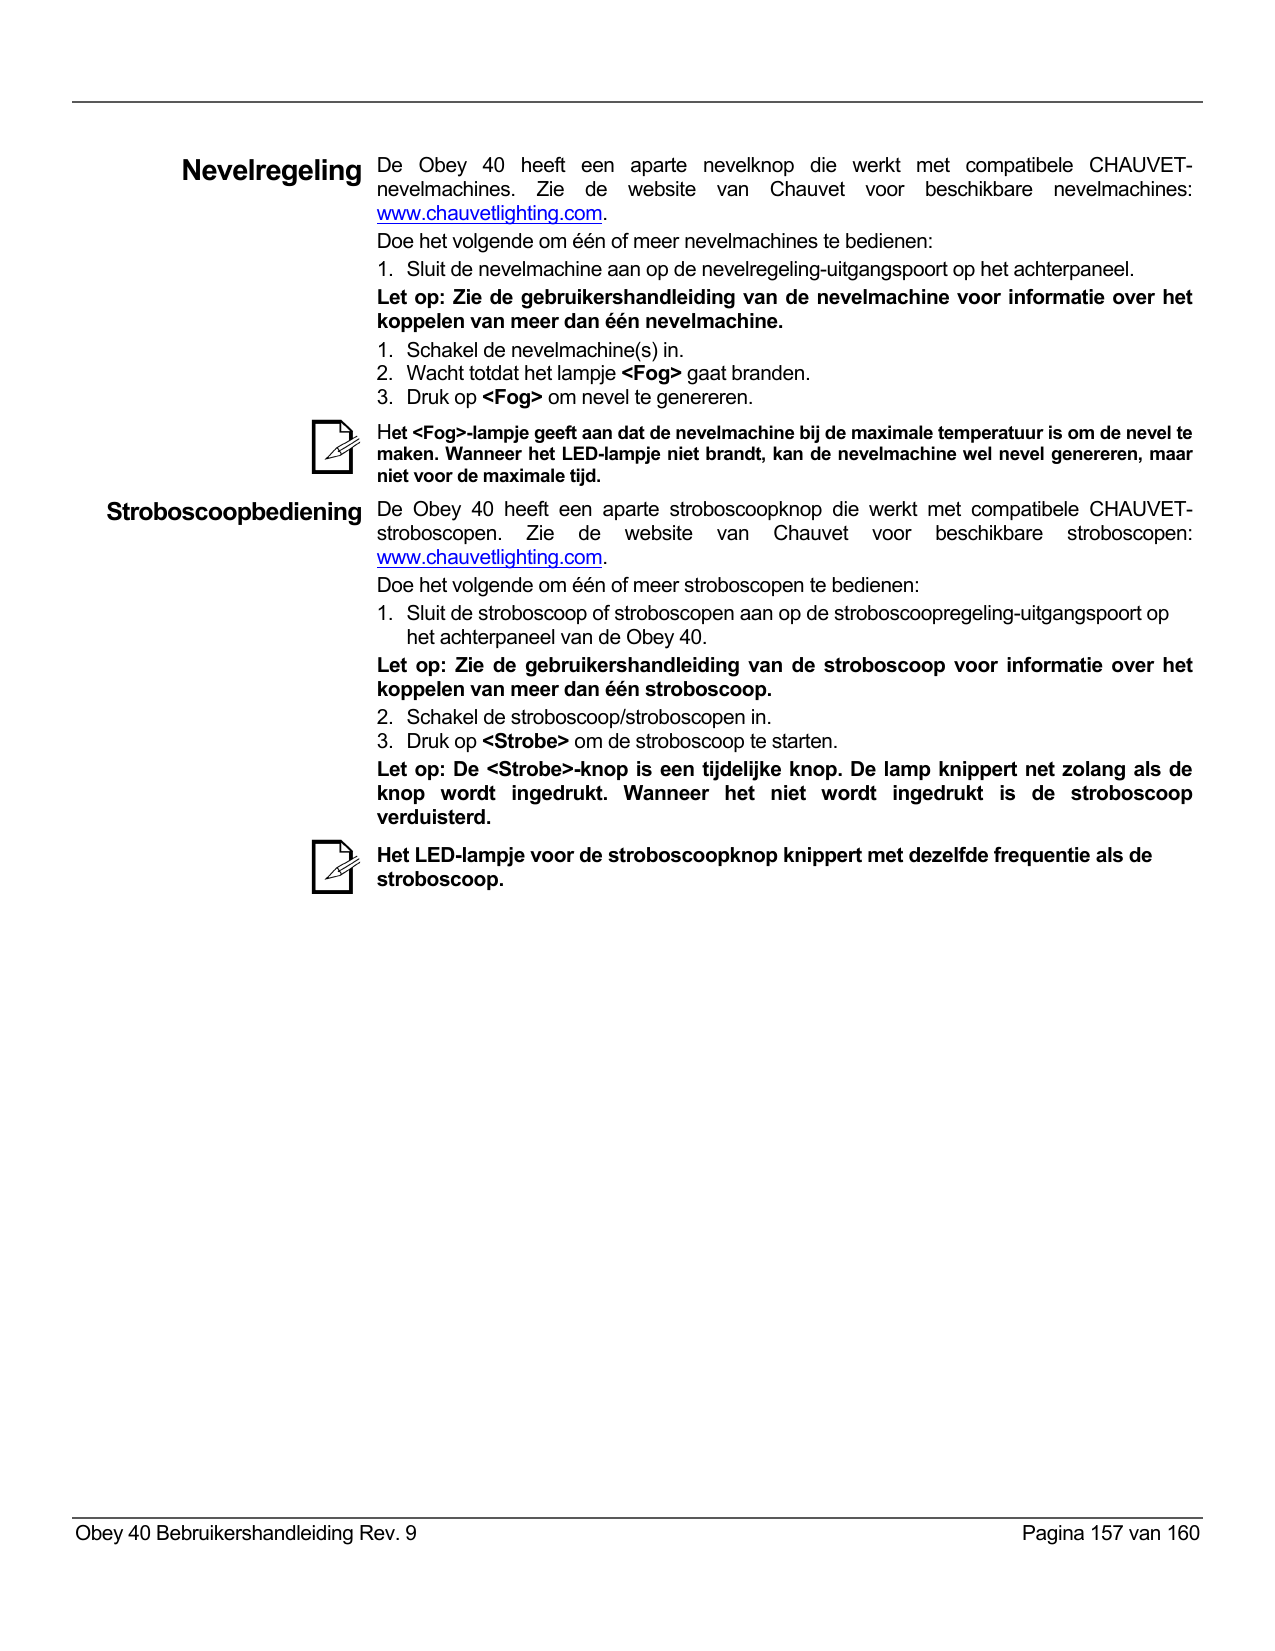 Nevelregeling
De Obey 40 heeft een aparte nevelknop die werkt met compatibele CHAUVET-
nevelmachines. Zie de website van Chauvet voor beschikbare nevelmachines:
www.chauvetlighting.com.
Doe het volgende om één of meer nevelmachines te bedienen:
1. Sluit de nevelmachine aan op de nevelregeling-uitgangspoort op het achterpaneel.
Let op: Zie de gebruikershandleiding van de nevelmachine voor informatie over het
koppelen van meer dan één nevelmachine.
1. Schakel de nevelmachine(s) in.
2. Wacht totdat het lampje <Fog> gaat branden.
3. Druk op <Fog> om nevel te genereren.
Het <Fog>-lampje geeft aan dat de nevelmachine bij de maximale temperatuur is om de nevel te
maken. Wanneer het LED-lampje niet brandt, kan de nevelmachine wel nevel genereren, maar
niet voor de maximale tijd.
Stroboscoopbediening
De Obey 40 heeft een aparte stroboscoopknop die werkt met compatibele CHAUVET-
stroboscopen. Zie de website van Chauvet voor beschikbare stroboscopen:
www.chauvetlighting.com.
Doe het volgende om één of meer stroboscopen te bedienen:
1. Sluit de stroboscoop of stroboscopen aan op de stroboscoopregeling-uitgangspoort op
het achterpaneel van de Obey 40.
Let op: Zie de gebruikershandleiding van de stroboscoop voor informatie over het
koppelen van meer dan één stroboscoop.
2. Schakel de stroboscoop/stroboscopen in.
3. Druk op <Strobe> om de stroboscoop te starten.
Let op: De <Strobe>-knop is een tijdelijke knop. De lamp knippert net zolang als de
knop wordt ingedrukt. Wanneer het niet wordt ingedrukt is de stroboscoop
verduisterd.
Het LED-lampje voor de stroboscoopknop knippert met dezelfde frequentie als de
stroboscoop.
Obey 40 Bebruikershandleiding Rev. 9
Pagina 157 van 160